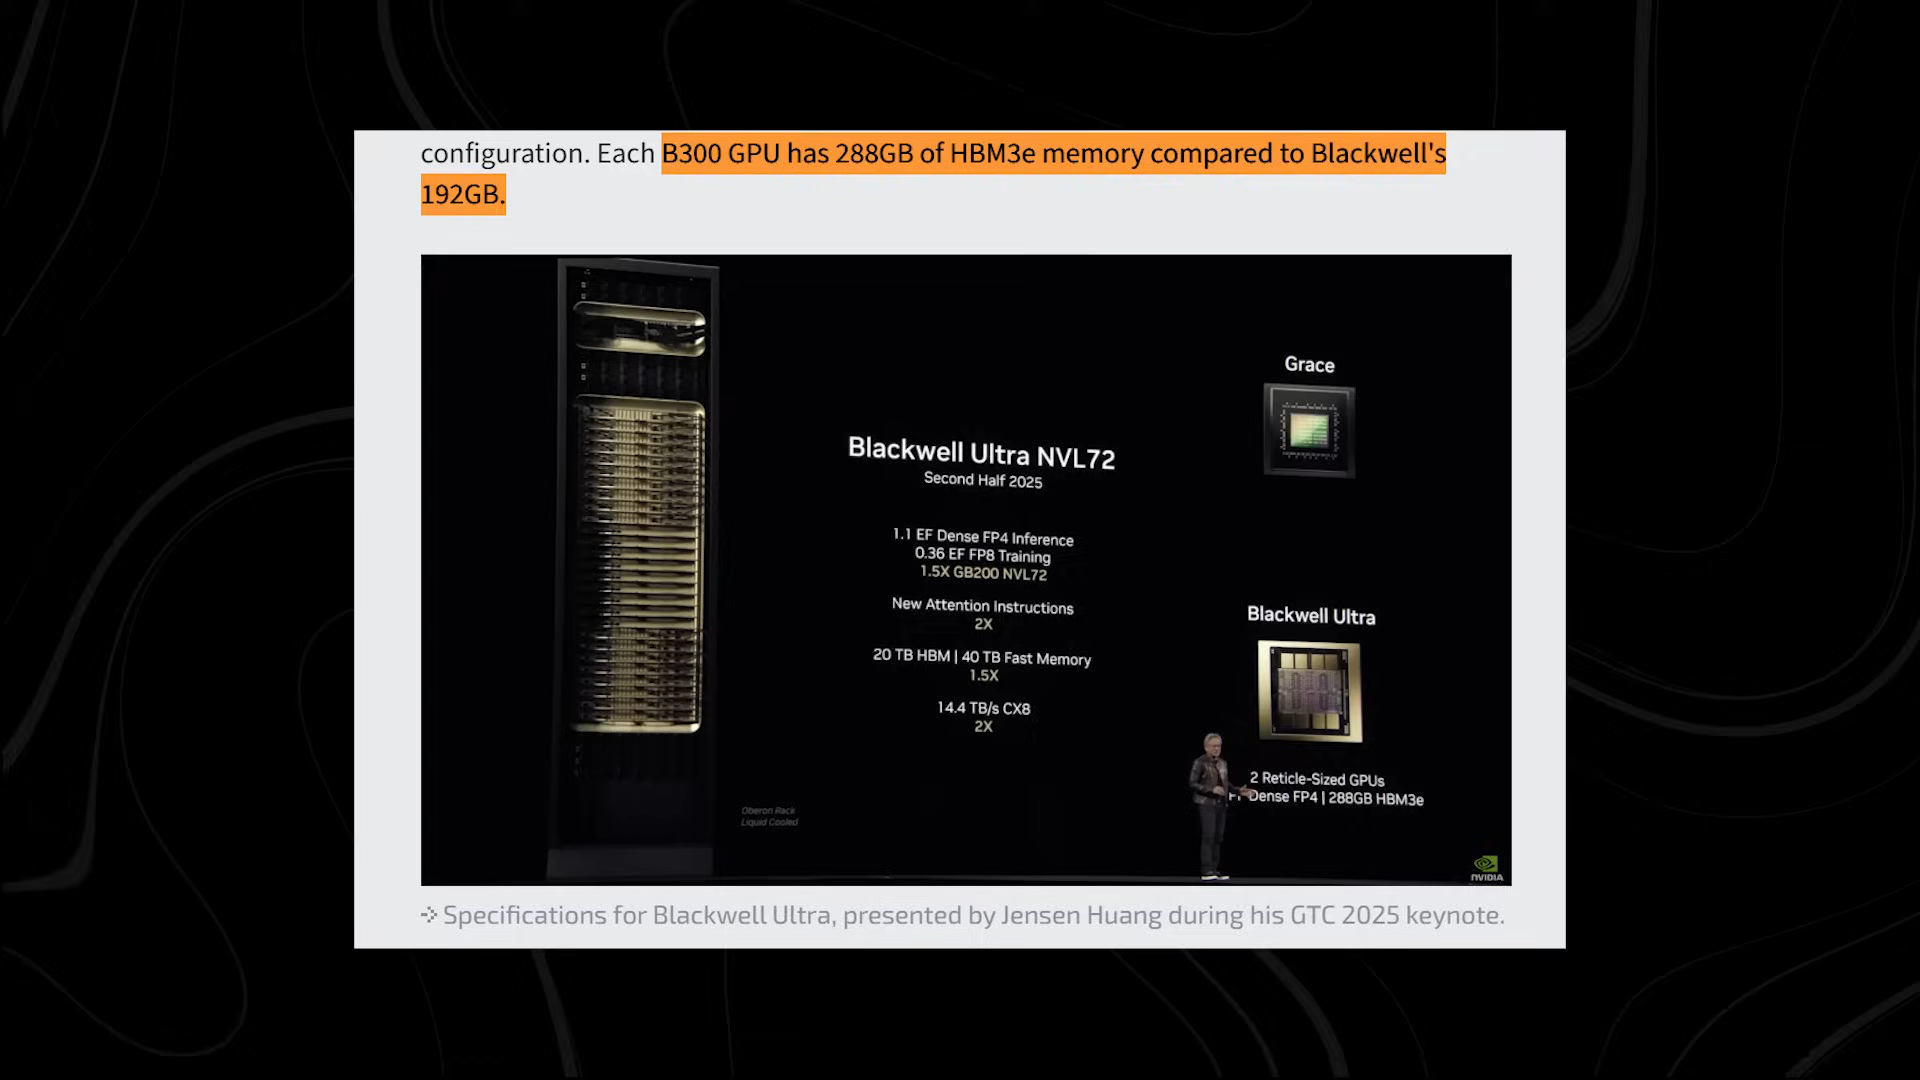 configuration. Each B300 GPU has 288GB of HBM3e memory compared to Blackwell's
192GB.
Grace
Blackwell Ultra NVL72
Second Half 2025
1.1 EF Dense FP4 Inference
0.36 EF FP8 Training
1.5X GB200 NVL72
New Attention Instructions
2X
20 TB HBM | 40 TB Fast Memory
1.5X
14.4 TB/s CX8
2X
Blackwell Ultra
2 Reticle-Sized GPUs
Dense FP4 | 288GB HBM3e
Oberon Rack
Liquid Cooled
NVIDIA
Specifications for Blackwell Ultra, presented by Jensen Huang during his GTC 2025 keynote.